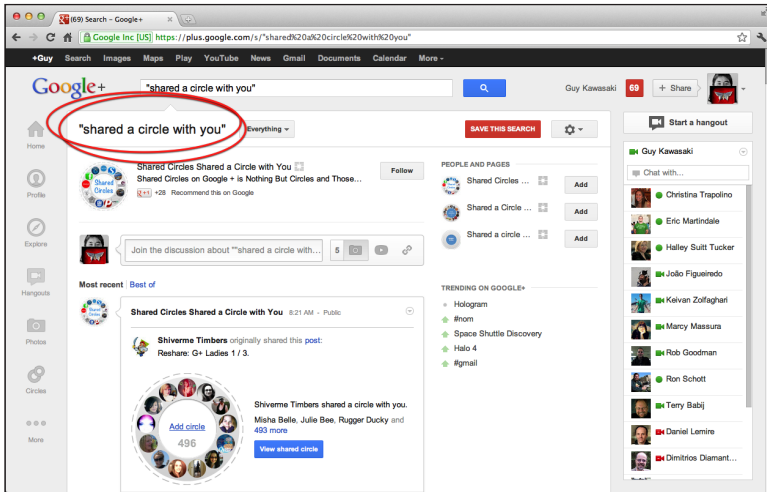 (69) Search – Google+
Google Inc [US] https://plus.google.com/s/"shared%20a%20circle%20with%20you"
+Guy Search Images Maps Play YouTube News Gmail Documents Calendar More
Google+
"shared a circle with you"
Guy Kawasaki
69
+ Share
"shared a circle with you"
Everything
SAVE THIS SEARCH
Home
Profile
Explore
Hangouts
Photos
Circles
More
Shared Circles
Shared Circles Shared a Circle with You
Shared Circles on Google + is Nothing But Circles and Those...
+1 +28 Recommend this on Google
Follow
Join the discussion about ""shared a circle with...
5
Most recent Best of
Shared Circles Shared a Circle with You 8:21 AM - Public
Shiverme Timbers originally shared this post:
Reshare: G+ Ladies 1 / 3.
Add circle
496
Shiverme Timbers shared a circle with you.
Misha Belle, Julie Bee, Rugger Ducky and
493 more
View shared circle
PEOPLE AND PAGES
Shared Circles ...
Add
Shared a Circle ...
Add
Shared a circle ...
Add
TRENDING ON GOOGLE+
Hologram
#nom
Space Shuttle Discovery
Halo 4
#gmail
Start a hangout
Guy Kawasaki
Chat with...
Christina Trapolino
Eric Martindale
Halley Suitt Tucker
João Figueiredo
Keivan Zolfaghari
Marcy Massura
Rob Goodman
Ron Schott
Terry Babij
Daniel Lemire
Dimitrios Diamant...